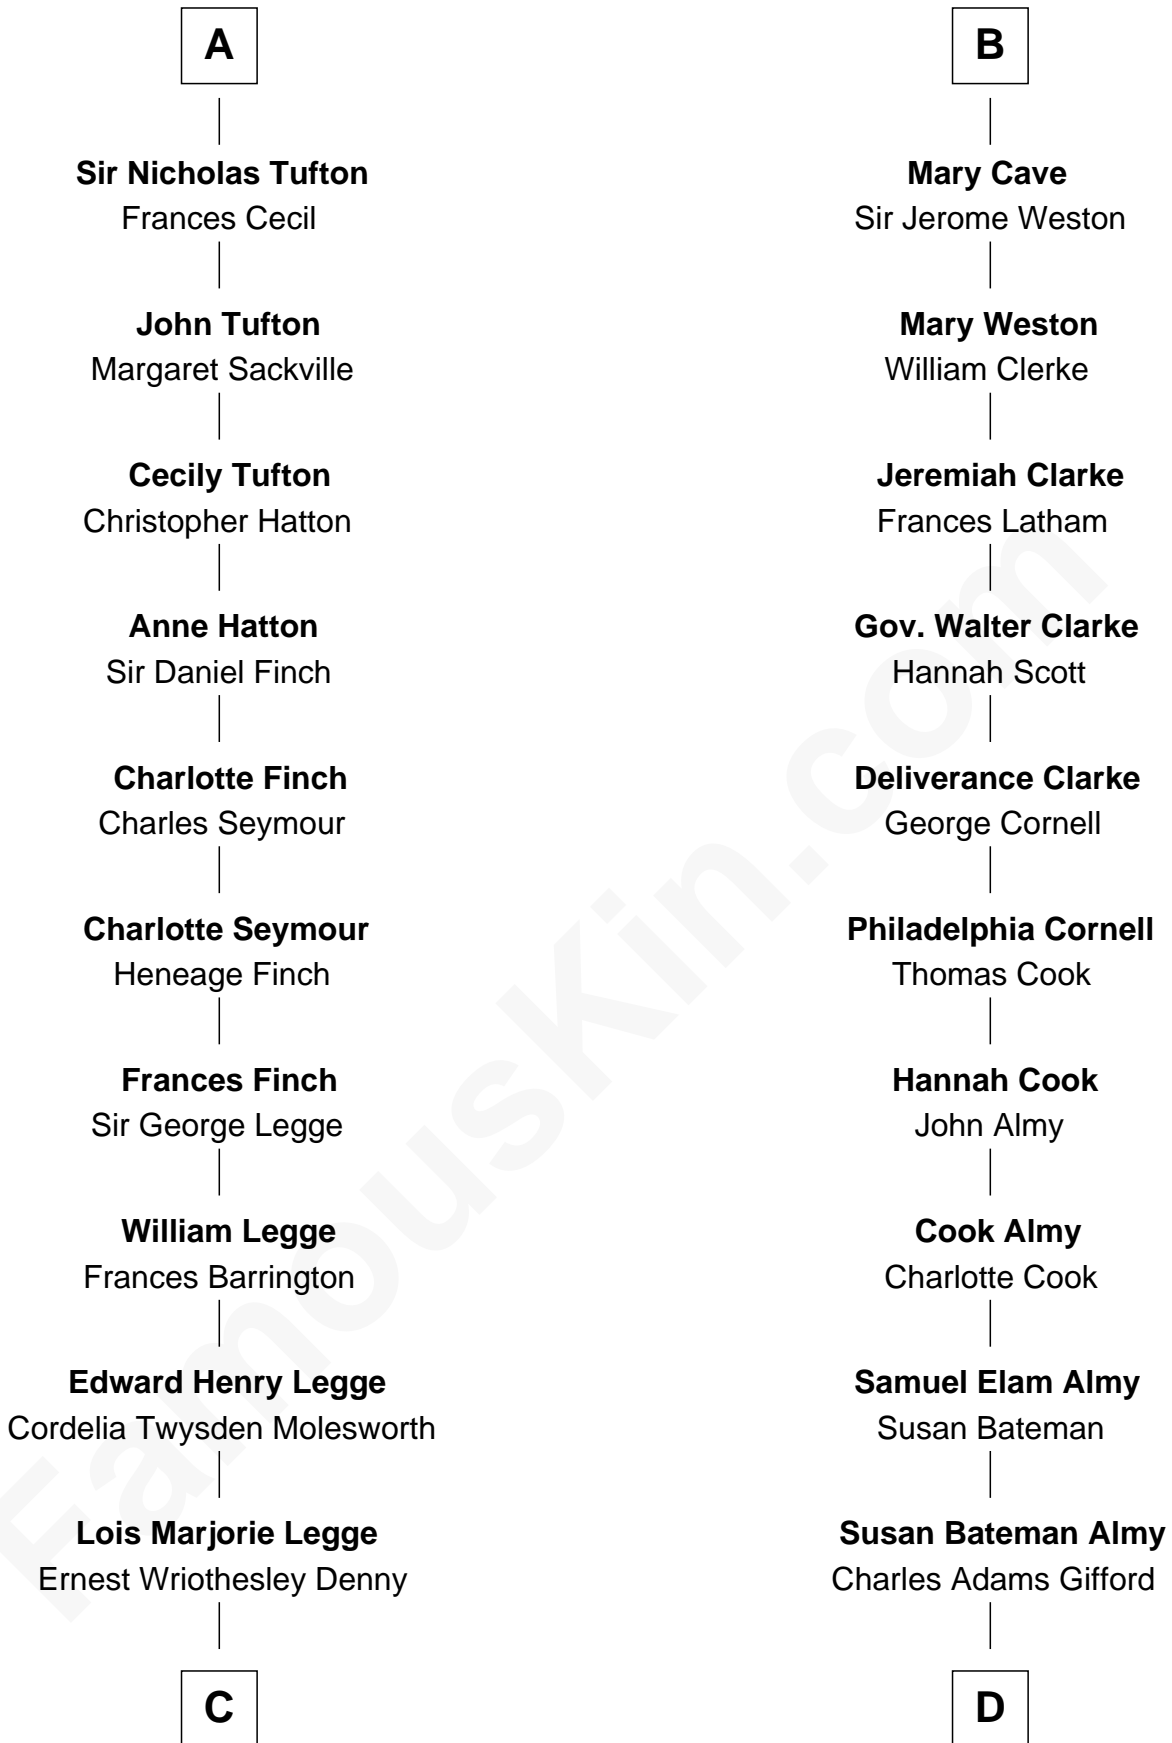 A
Sir Nicholas Tufton
Frances Cecil
John Tufton
Margaret Sackville
Cecily Tufton
Christopher Hatton
Anne Hatton
Sir Daniel Finch
Charlotte Finch
Charles Seymour
Charlotte Seymour
Heneage Finch
Frances Finch
Sir George Legge
William Legge
Frances Barrington
Edward Henry Legge
Cordelia Twysden Molesworth
Lois Marjorie Legge
Ernest Wriothesley Denny
C
B
Mary Cave
Sir Jerome Weston
Mary Weston
William Clerke
Jeremiah Clarke
Frances Latham
Gov. Walter Clarke
Hannah Scott
Deliverance Clarke
George Cornell
Philadelphia Cornell
Thomas Cook
Hannah Cook
John Almy
Cook Almy
Charlotte Cook
Samuel Elam Almy
Susan Bateman
Susan Bateman Almy
Charles Adams Gifford
D
FamousKin.com